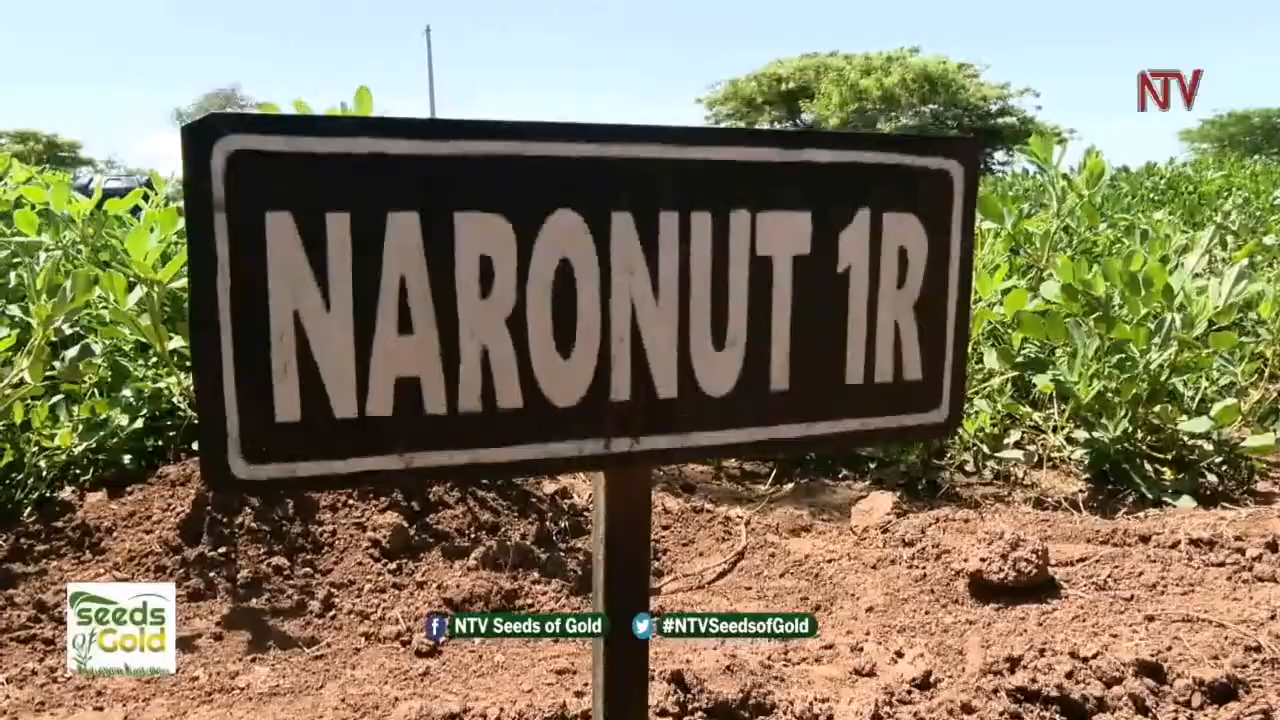 NTV
NARONUT 1R
seeds
of Gold
NTV Seeds of Gold
#NTVSeedsofGold